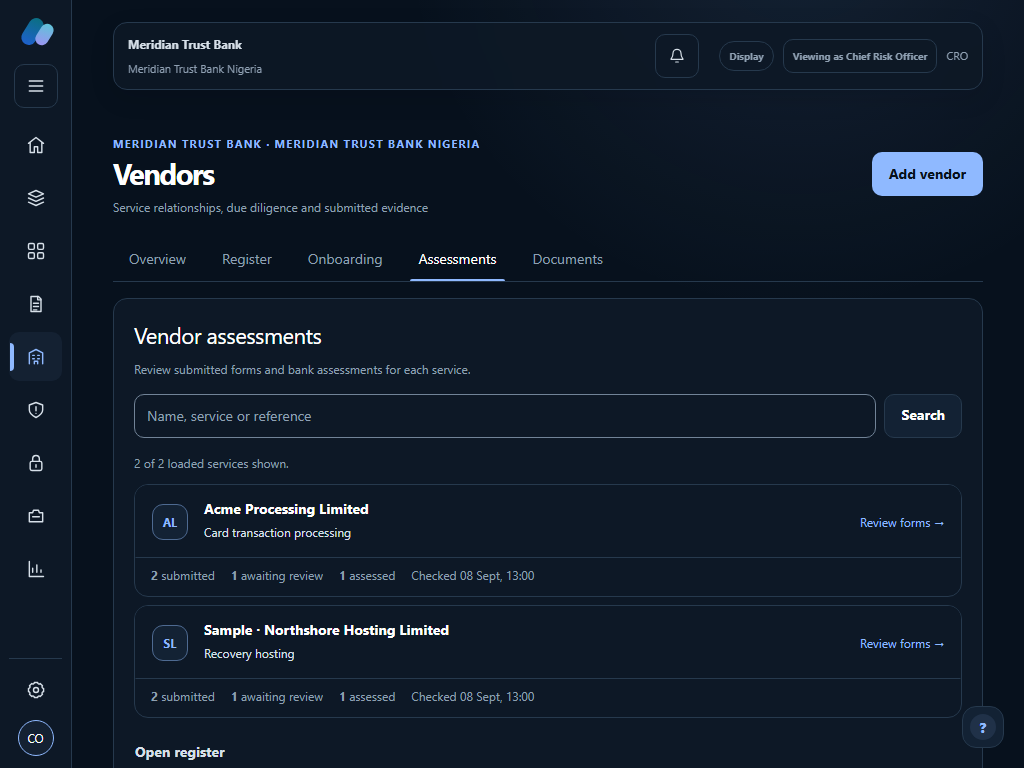 Meridian Trust Bank
Meridian Trust Bank Nigeria
Display
Viewing as Chief Risk Officer
CRO
MERIDIAN TRUST BANK · MERIDIAN TRUST BANK NIGERIA
Vendors
Service relationships, due diligence and submitted evidence
Add vendor
Overview
Register
Onboarding
Assessments
Documents
Vendor assessments
Review submitted forms and bank assessments for each service.
Name, service or reference
Search
2 of 2 loaded services shown.
AL
Acme Processing Limited
Card transaction processing
Review forms →
2 submitted 1 awaiting review 1 assessed Checked 08 Sept, 13:00
SL
Sample · Northshore Hosting Limited
Recovery hosting
Review forms →
2 submitted 1 awaiting review 1 assessed Checked 08 Sept, 13:00
Open register
CO
?